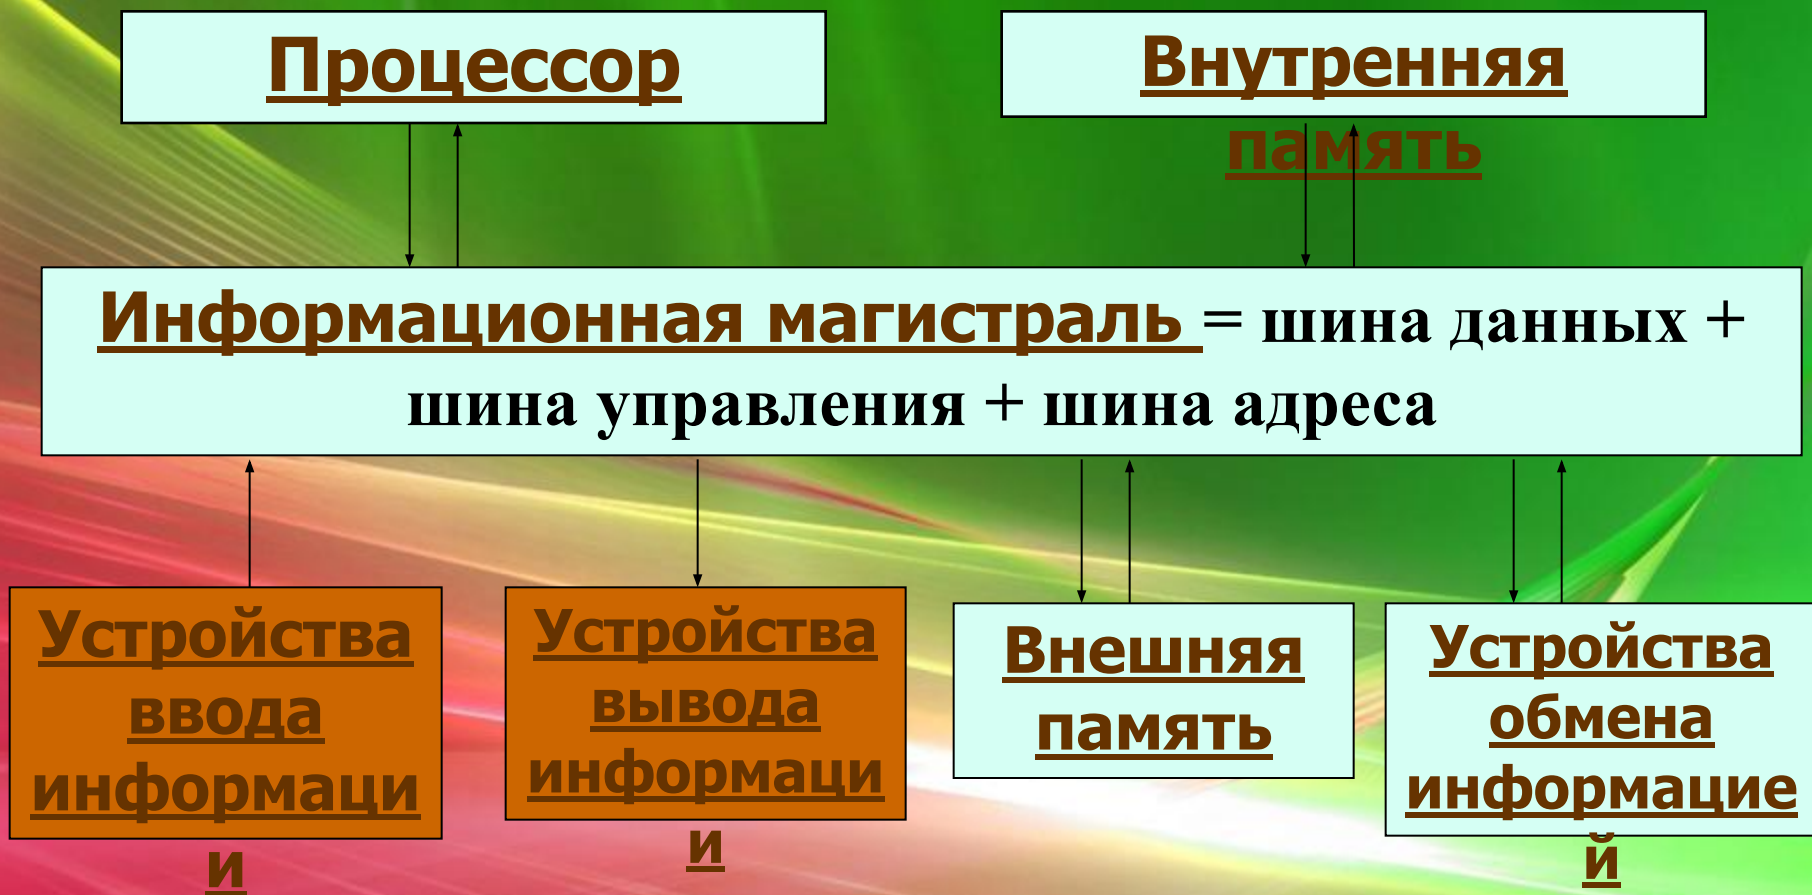 Процессор
Внутренняя
память
Информационная магистраль = шина данных +
шина управления + шина адреса
Устройства
ввода
информаци
и
Устройства
вывода
информаци
и
Внешняя
память
Устройства
обмена
информацие
й